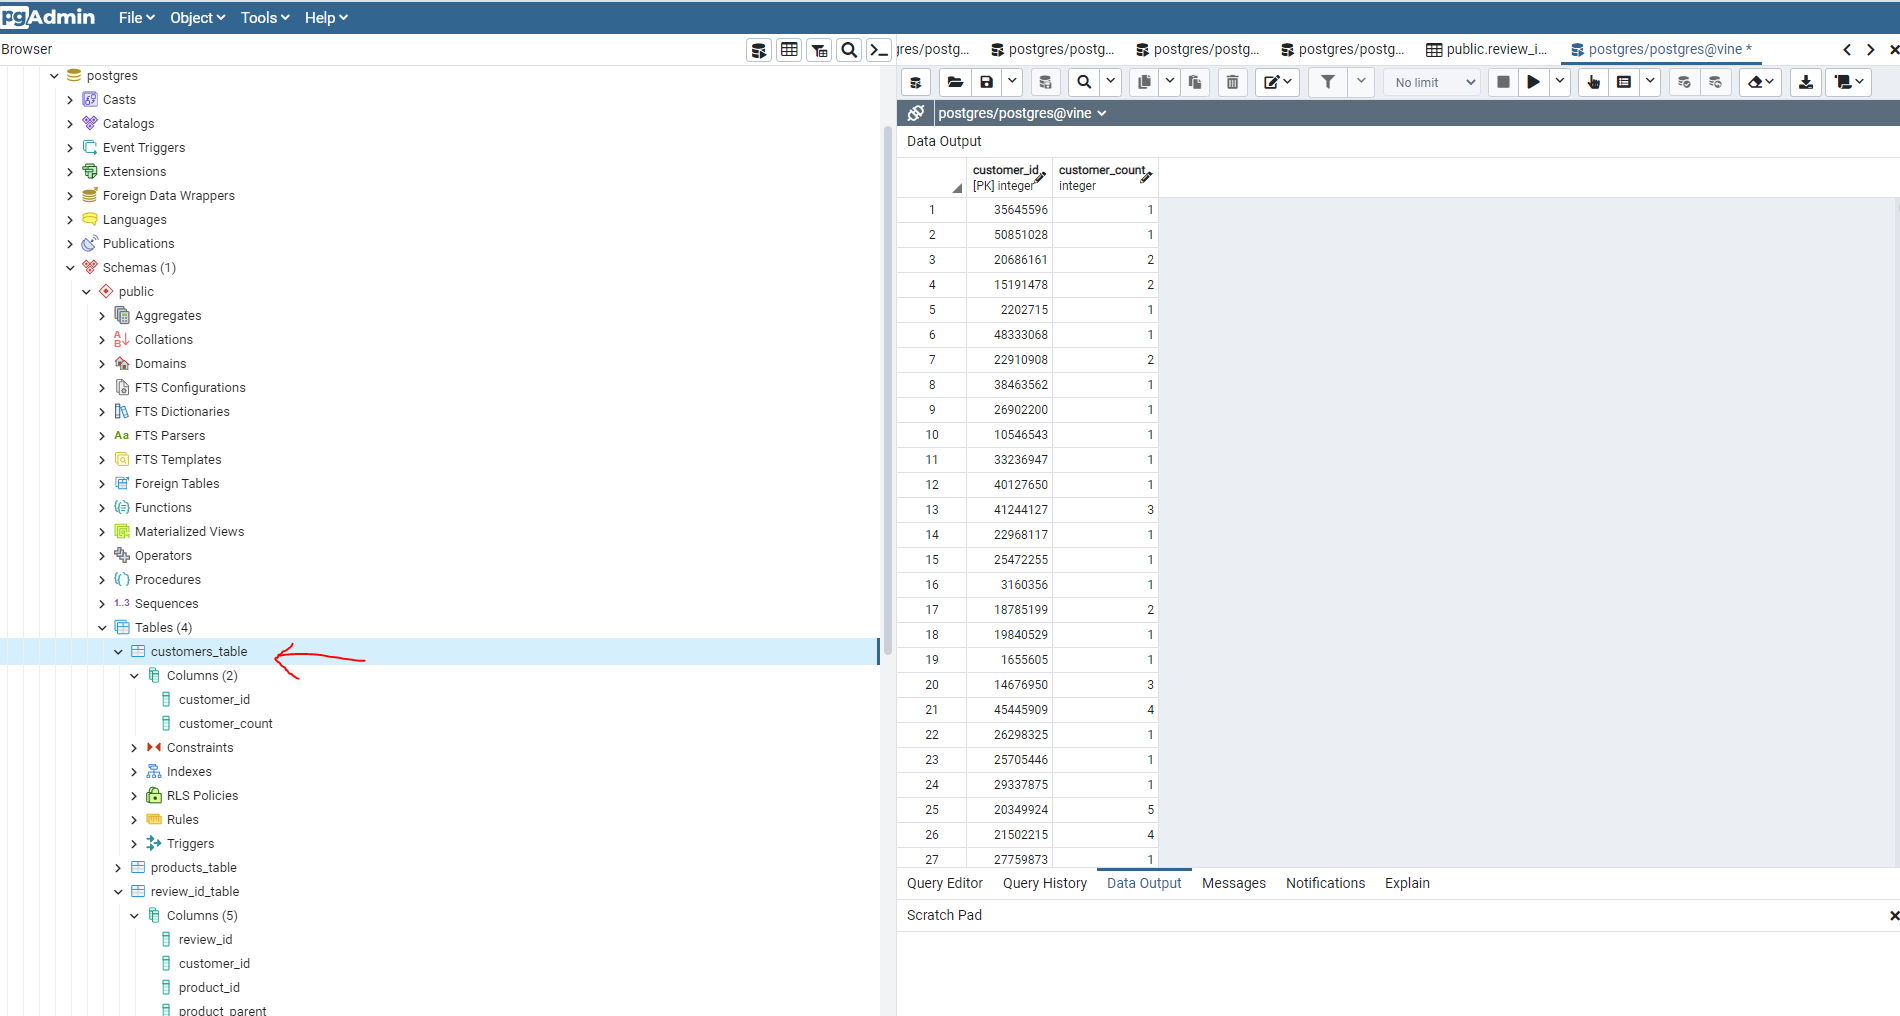 pgAdmin File Object Tools Help
Browser
gres/postg... postgres/postg... postgres/postg... postgres/postg... public.review_i... postgres/postgres@vine *
No limit
postgres/postgres@vine
Data Output
postgres
Casts
Catalogs
Event Triggers
Extensions
Foreign Data Wrappers
Languages
Publications
Schemas (1)
public
Aggregates
Collations
Domains
FTS Configurations
FTS Dictionaries
Aa FTS Parsers
FTS Templates
Foreign Tables
Functions
Materialized Views
Operators
Procedures
1..3 Sequences
Tables (4)
customers_table
Columns (2)
customer_id
customer_count
Constraints
Indexes
RLS Policies
Rules
Triggers
products_table
review_id_table
Columns (5)
review_id
customer_id
product_id
product_parent
customer_id customer_count
[PK] integer integer
1 35645596 1
2 50851028 1
3 20686161 2
4 15191478 2
5 2202715 1
6 48333068 1
7 22910908 2
8 38463562 1
9 26902200 1
10 10546543 1
11 33236947 1
12 40127650 1
13 41244127 3
14 22968117 1
15 25472255 1
16 3160356 1
17 18785199 2
18 19840529 1
19 1655605 1
20 14676950 3
21 45445909 4
22 26298325 1
23 25705446 1
24 29337875 1
25 20349924 5
26 21502215 4
27 27759873 1
Query Editor Query History Data Output Messages Notifications Explain
Scratch Pad